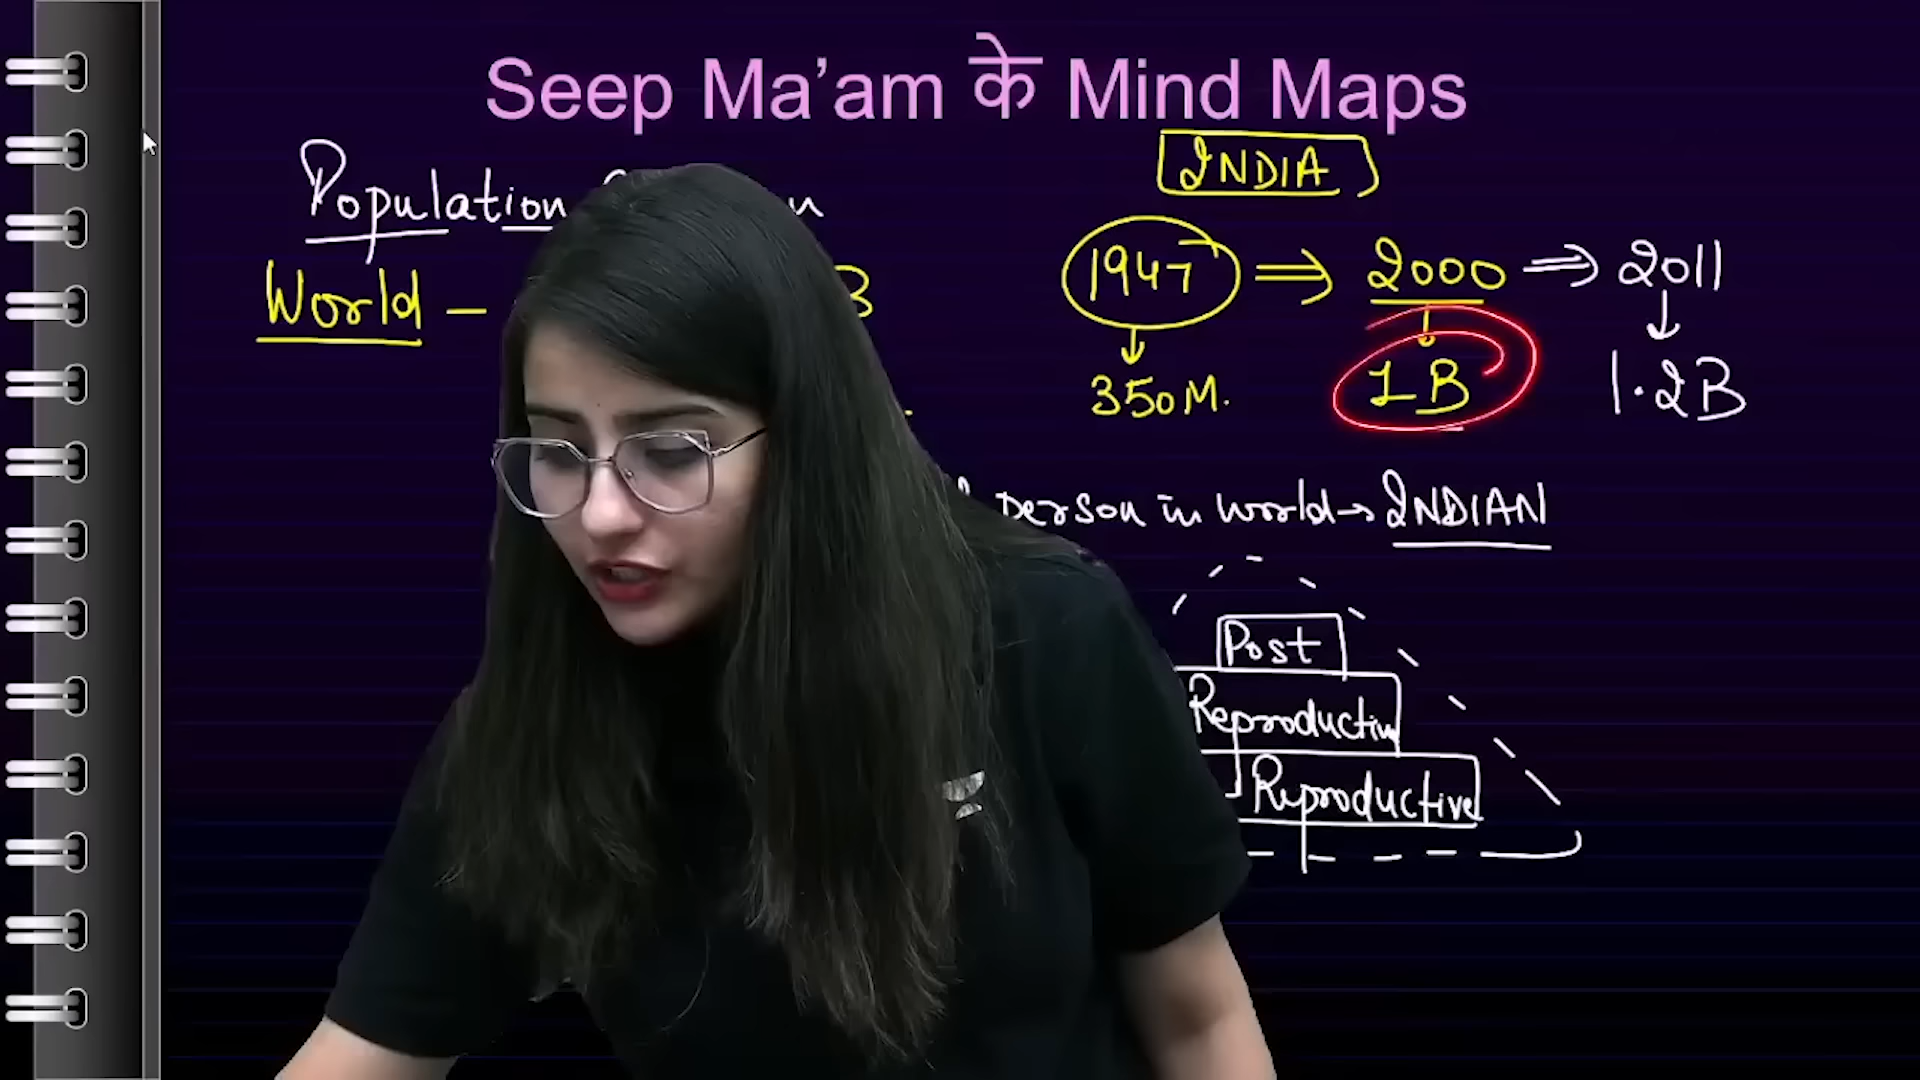 Seep Ma’am के Mind Maps
INDIA
Population
World –
1947 ⇒ 2000 ⇒ 2011
350M. 1B 1.2B
person in world → INDIAN
Post
Reproductive
Reproductive